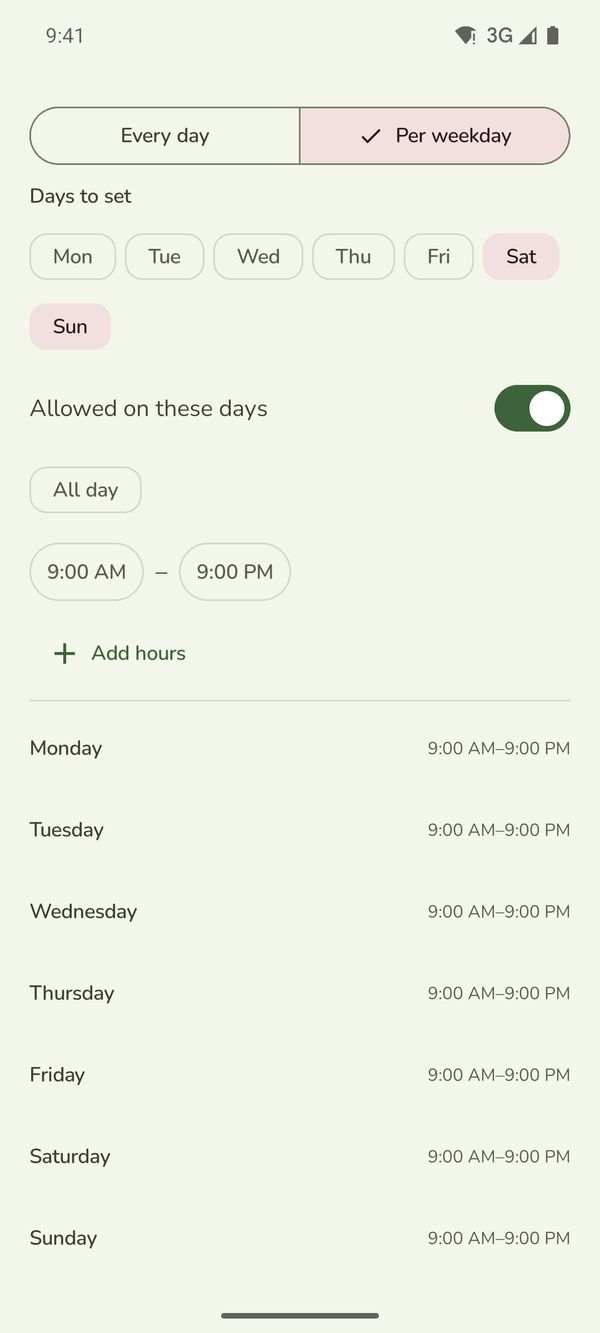 9:41 3G
Every day Per weekday
Days to set
Mon Tue Wed Thu Fri Sat
Sun
Allowed on these days
All day
9:00 AM – 9:00 PM
Add hours
Monday 9:00 AM–9:00 PM
Tuesday 9:00 AM–9:00 PM
Wednesday 9:00 AM–9:00 PM
Thursday 9:00 AM–9:00 PM
Friday 9:00 AM–9:00 PM
Saturday 9:00 AM–9:00 PM
Sunday 9:00 AM–9:00 PM